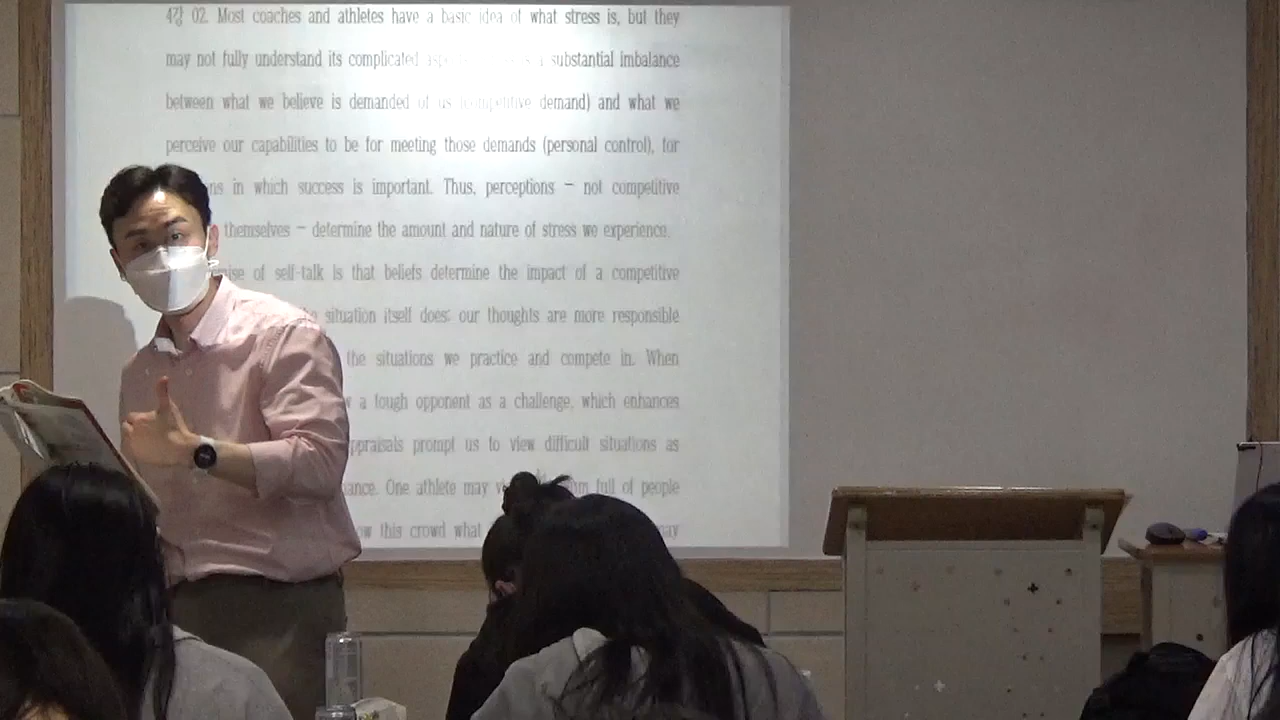 4강 02. Most coaches and athletes have a basic idea of what stress is, but they
may not fully understand its complicated substantial imbalance
between what we believe is demanded of us (competitive demand) and what we
perceive our capabilities to be for meeting those demands (personal control), for
in which success is important. Thus, perceptions - not competitive
themselves - determine the amount and nature of stress we experience.
of self-talk is that beliefs determine the impact of a competitive
situation itself does: our thoughts are more responsible
the situations we practice and compete in. When
a tough opponent as a challenge, which enhances
prompt us to view difficult situations as
One athlete may full of people
this crowd what